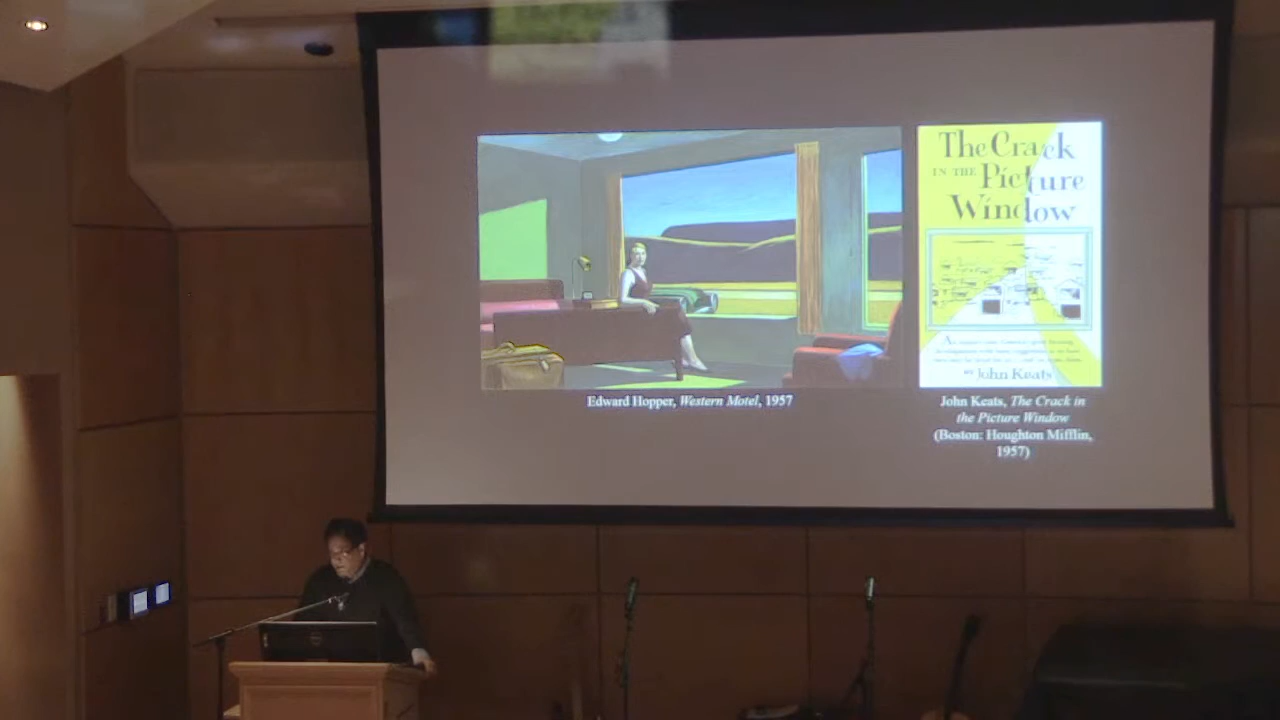 The Crack
IN THE Picture
Window
BY John Keats
Edward Hopper, Western Motel, 1957
John Keats, The Crack in
the Picture Window
(Boston: Houghton Mifflin,
1957)